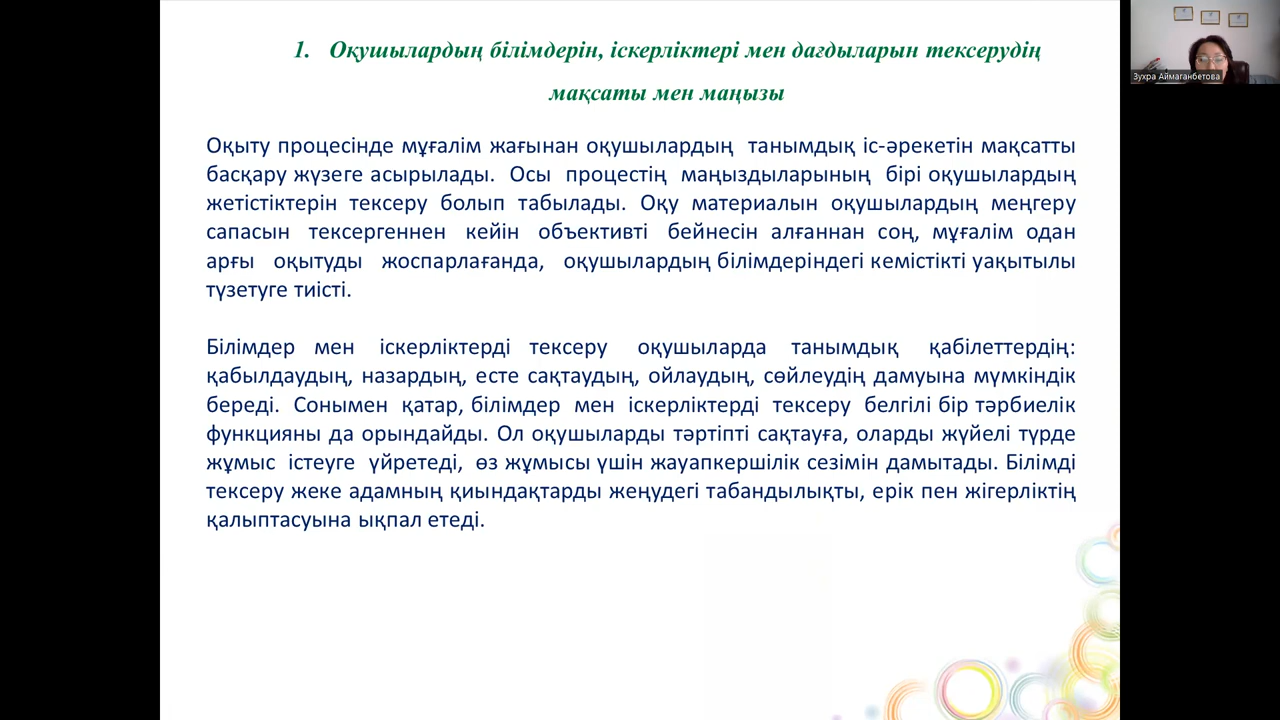 1. Оқушылардың білімдерін, іскерліктері мен дағдыларын тексерудің
мақсаты мен маңызы
Оқыту процесінде мұғалім жағынан оқушылардың танымдық іс-әрекетін мақсатты
басқару жүзеге асырылады. Осы процестің маңыздыларының бірі оқушылардың
жетістіктерін тексеру болып табылады. Оқу материалын оқушылардың меңгеру
сапасын тексергеннен кейін объективті бейнесін алғаннан соң, мұғалім одан
арғы оқытуды жоспарлағанда, оқушылардың білімдеріндегі кемістікті уақытылы
түзетуге тиісті.
Білімдер мен іскерліктерді тексеру оқушыларда танымдық қабілеттердің:
қабылдаудың, назардың, есте сақтаудың, ойлаудың, сөйлеудің дамуына мүмкіндік
береді. Сонымен қатар, білімдер мен іскерліктерді тексеру белгілі бір тәрбиелік
функцияны да орындайды. Ол оқушыларды тәртіпті сақтауға, оларды жүйелі түрде
жұмыс істеуге үйретеді, өз жұмысы үшін жауапкершілік сезімін дамытады. Білімді
тексеру жеке адамның қиындақтарды жеңудегі табандылықты, ерік пен жігерліктің
қалыптасуына ықпал етеді.
Зухра Аймаганбетова